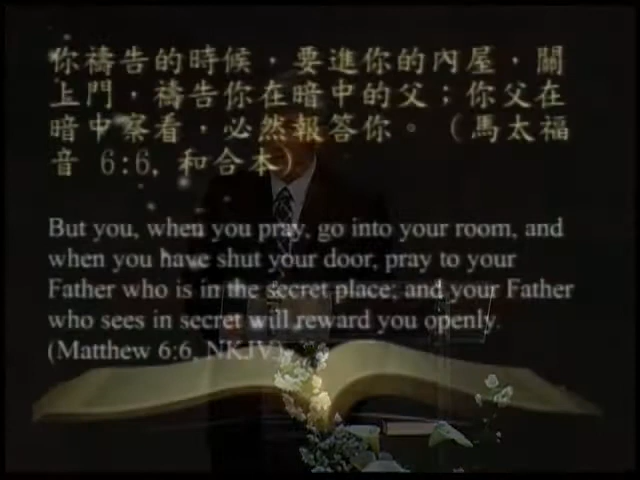 你禱告的時候，要進你的內屋，關
上門，禱告你在暗中的父；你父在
暗中察看，必然報答你。（馬太福
音 6:6, 和合本）
But you, when you pray, go into your room, and
when you have shut your door, pray to your
Father who is in the secret place; and your Father
who sees in secret will reward you openly.
(Matthew 6:6, NKJV)